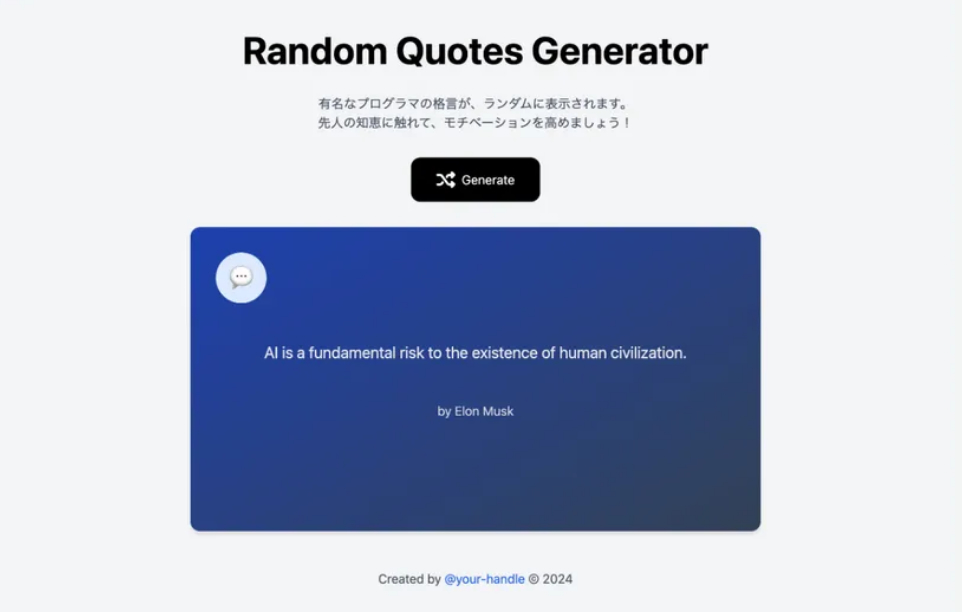 Random Quotes Generator
有名なプログラマの格言が、ランダムに表示されます。
先人の知恵に触れて、モチベーションを高めましょう！
Generate
AI is a fundamental risk to the existence of human civilization.
by Elon Musk
Created by @your-handle © 2024